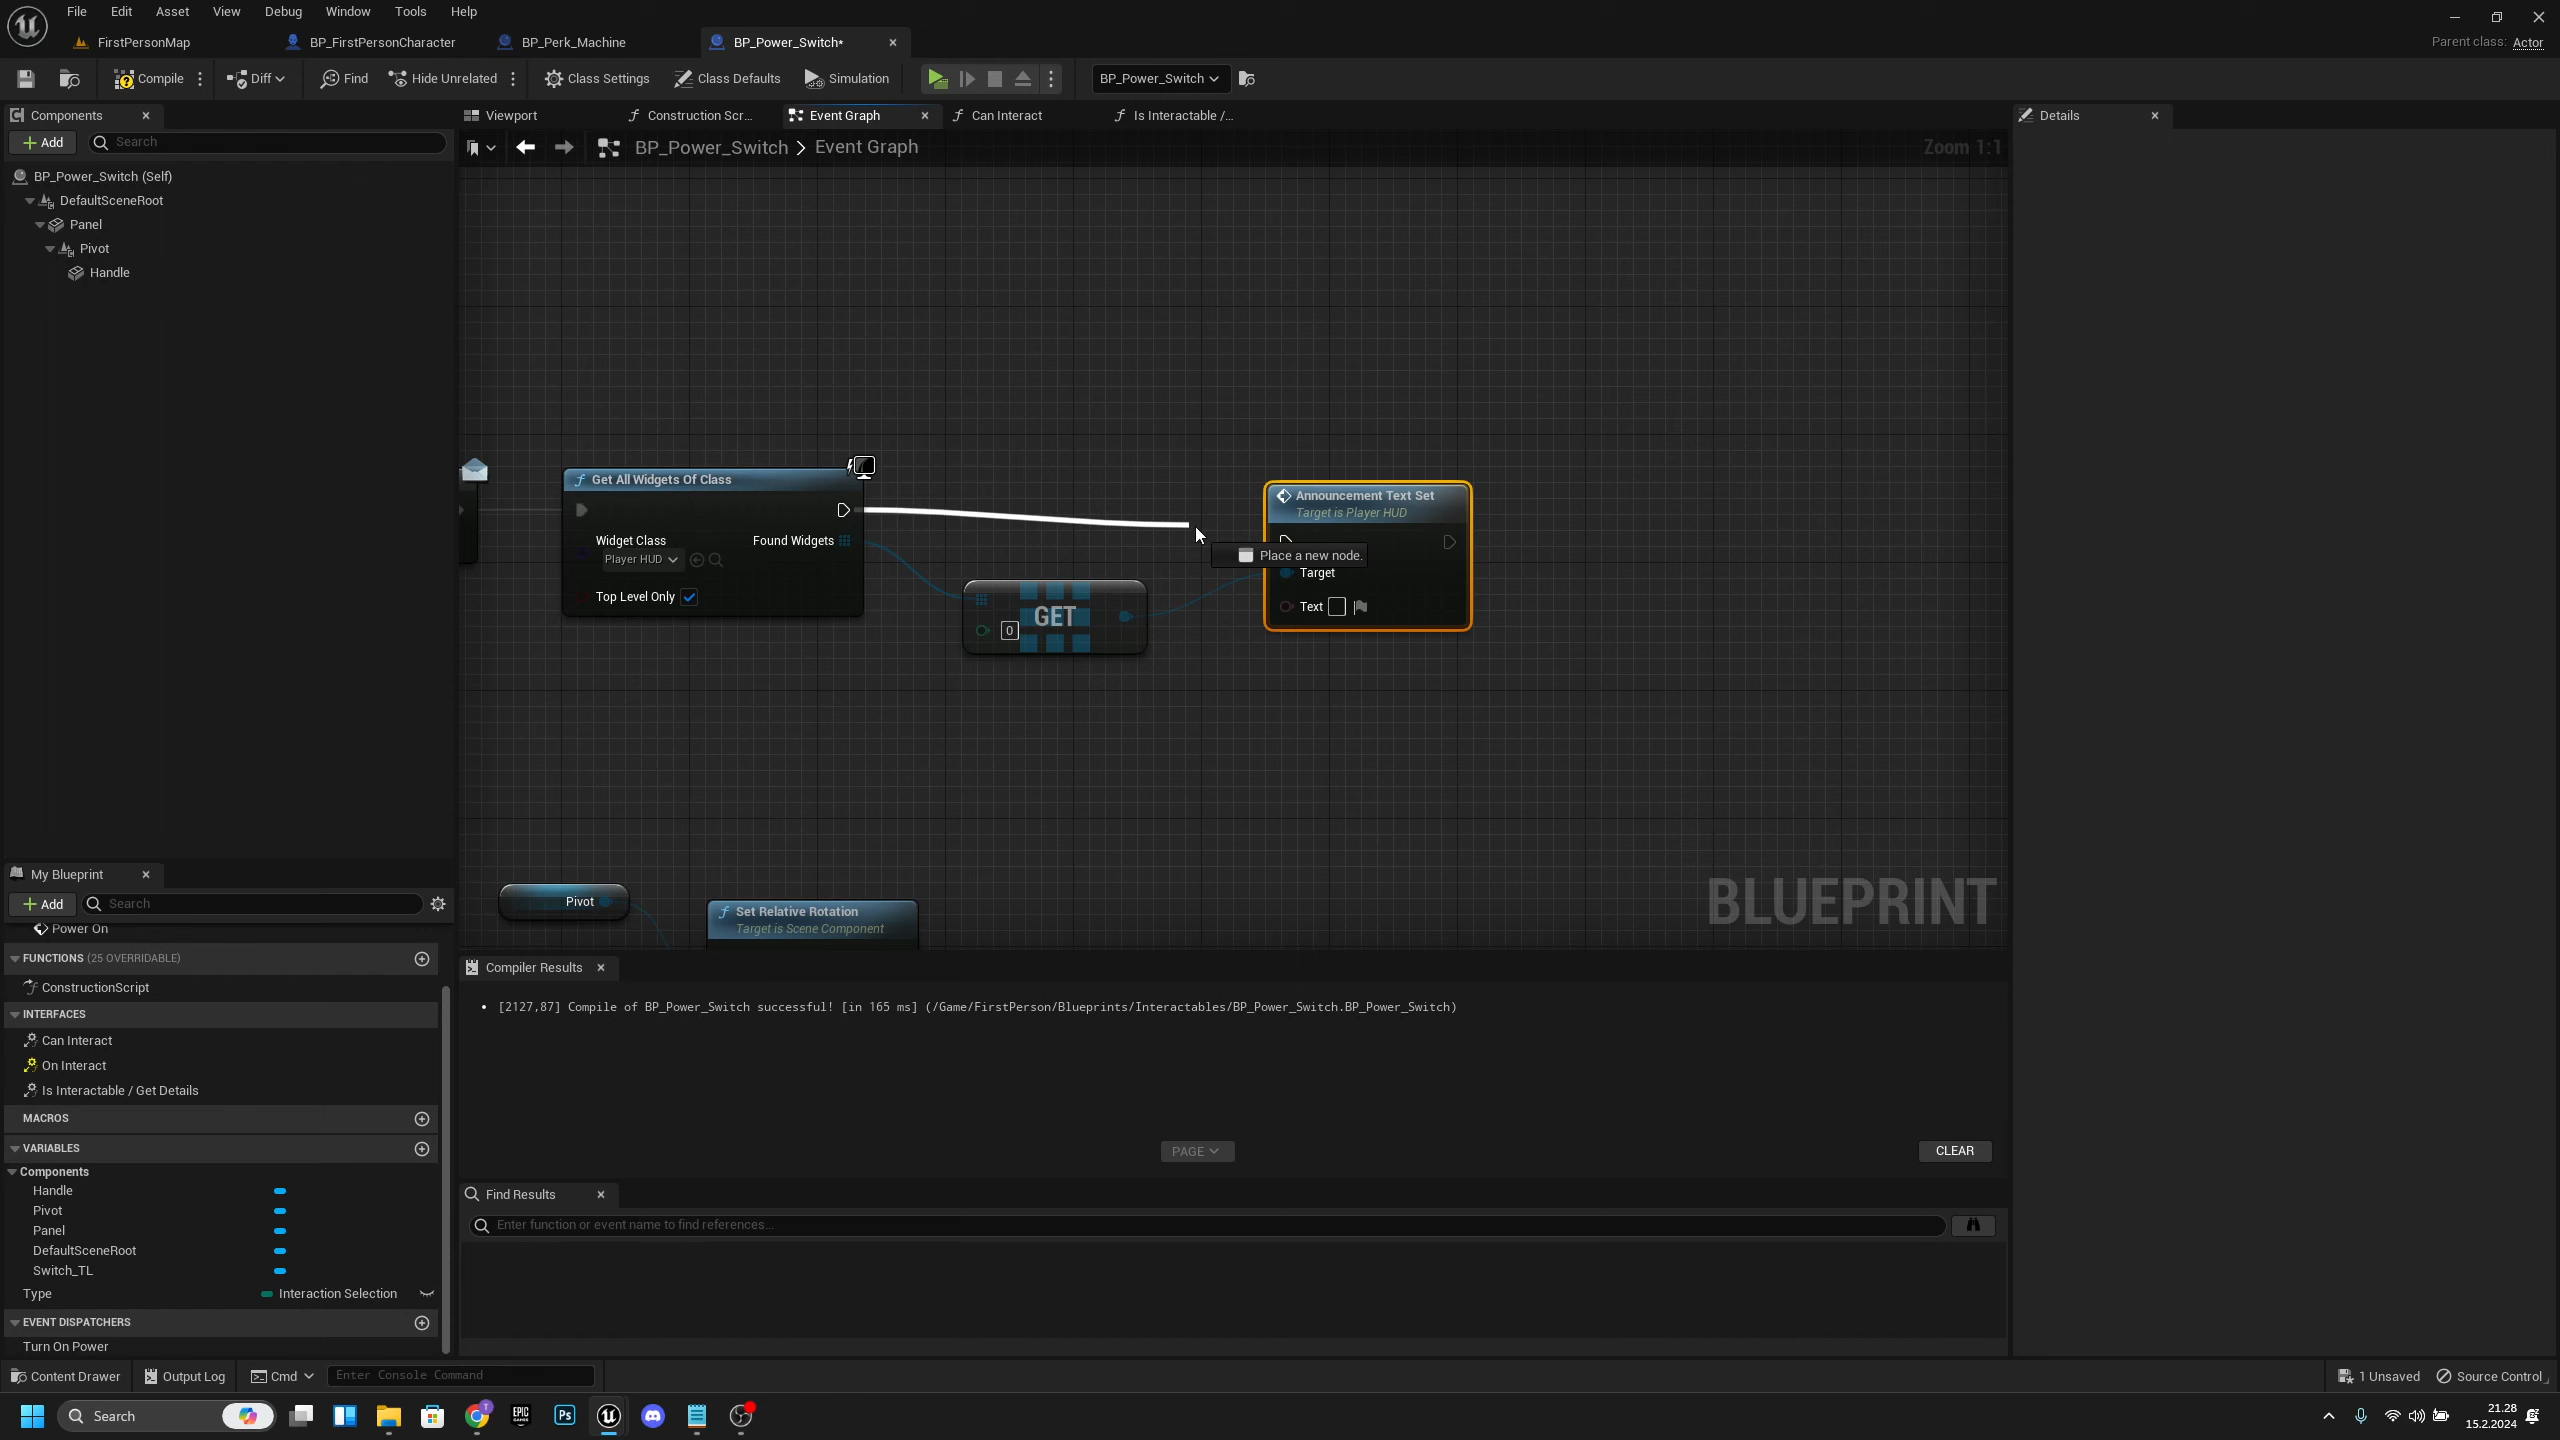 File Edit Asset View Debug Window Tools Help
FirstPersonMap BP_FirstPersonCharacter BP_Perk_Machine BP_Power_Switch*
Parent class: Actor
Compile Diff Find Hide Unrelated Class Settings Class Defaults Simulation BP_Power_Switch
Components
Add Search
BP_Power_Switch (Self)
DefaultSceneRoot
Panel
Pivot
Handle
Viewport Construction Scr... Event Graph Can Interact Is Interactable /...
BP_Power_Switch > Event Graph
Zoom 1:1
Details
Get All Widgets Of Class
Widget Class
Player HUD
Found Widgets
Top Level Only
0
GET
Announcement Text Set
Target is Player HUD
Place a new node.
Target
Text
Pivot
Set Relative Rotation
Target is Scene Component
BLUEPRINT
My Blueprint
Add Search
Power On
FUNCTIONS (25 OVERRIDABLE)
ConstructionScript
INTERFACES
Can Interact
On Interact
Is Interactable / Get Details
MACROS
VARIABLES
Components
Handle
Pivot
Panel
DefaultSceneRoot
Switch_TL
Type Interaction Selection
EVENT DISPATCHERS
Turn On Power
Compiler Results
[2127,87] Compile of BP_Power_Switch successful! [in 165 ms] (/Game/FirstPerson/Blueprints/Interactables/BP_Power_Switch.BP_Power_Switch)
PAGE
CLEAR
Find Results
Enter function or event name to find references...
Content Drawer Output Log Cmd Enter Console Command
1 Unsaved Source Control
Search
EPIC GAMES
Ps
21.28
15.2.2024